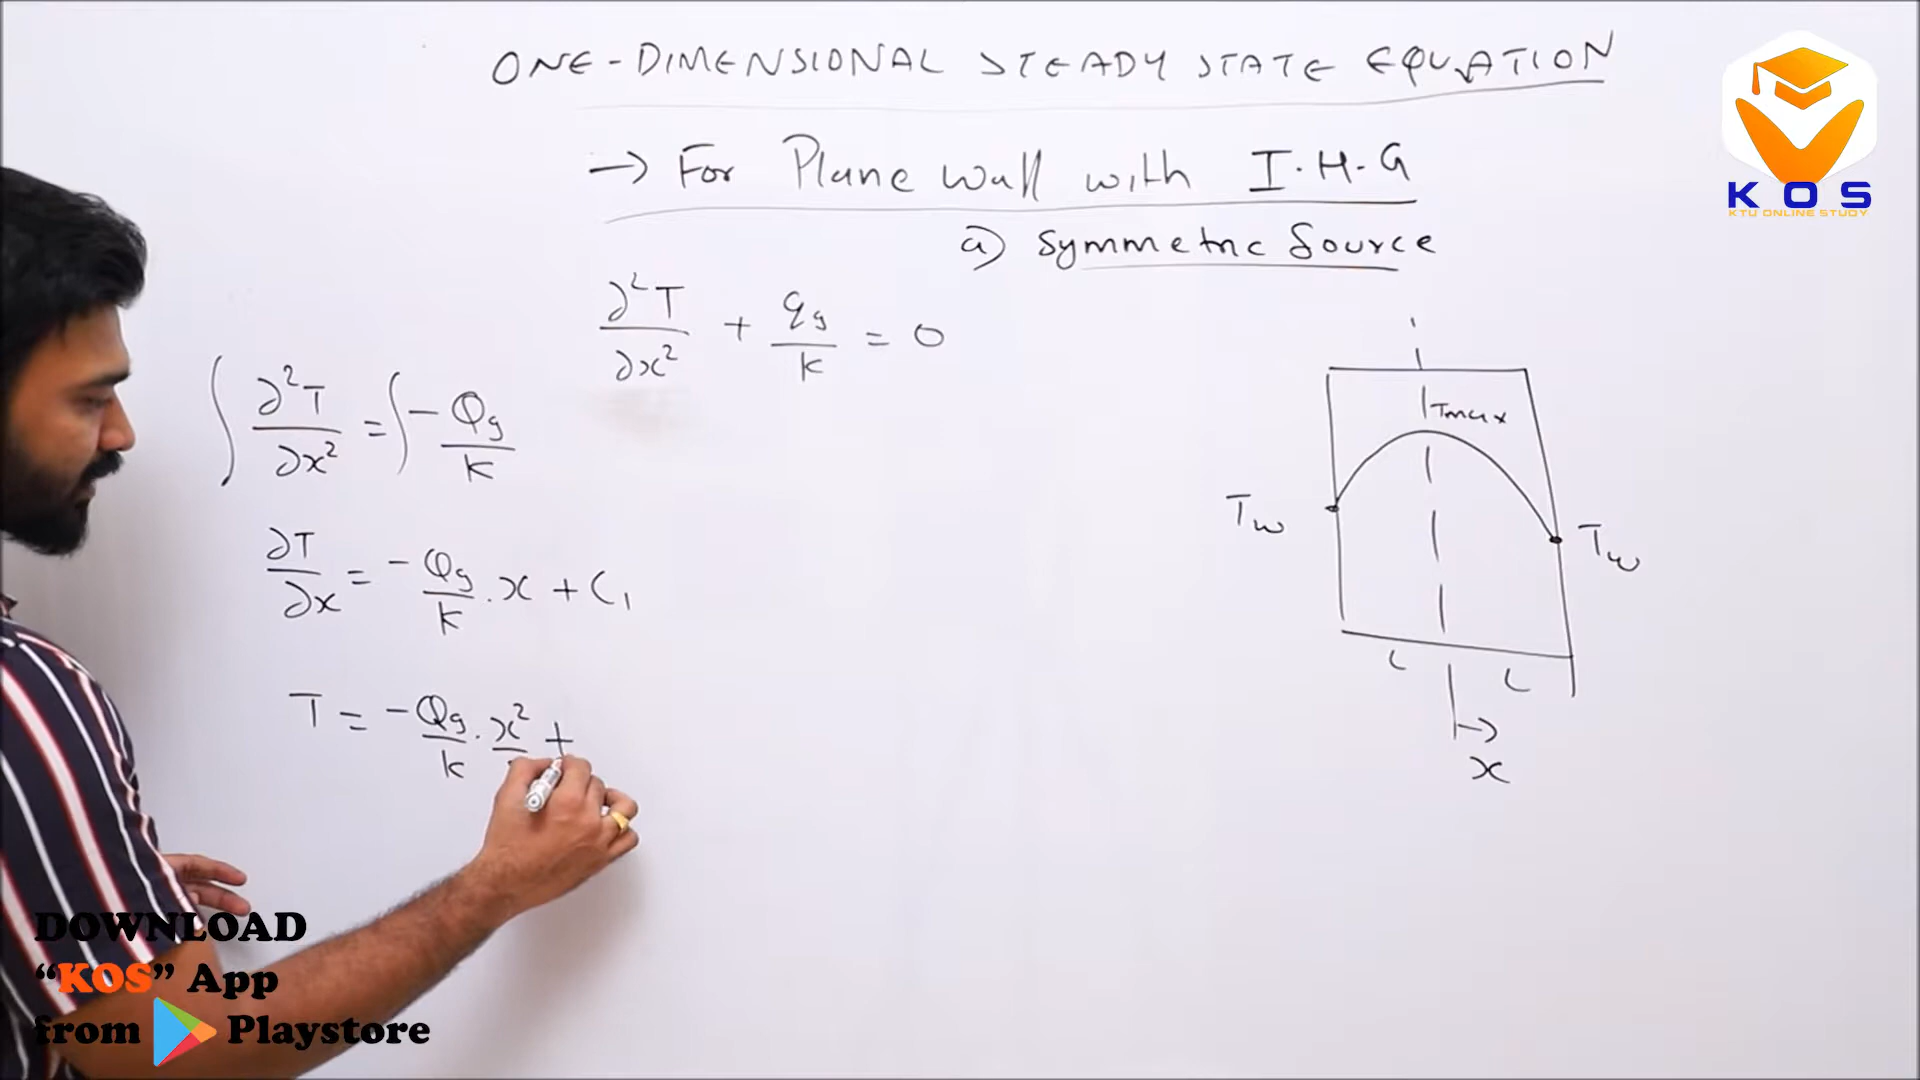 ONE-DIMENSIONAL STEADY STATE EQUATION
→ For Plane Wall with I.H.G
a) Symmetric Source
∂²T/∂x² + qg/k = 0
∫ ∂²T/∂x² = ∫ -Qg/k
∂T/∂x = -Qg/k . x + C₁
T = -Qg/k . x² +
Tmax
Tw
Tw
L
L
x
KOS
KTU ONLINE STUDY
DOWNLOAD
“KOS” App
from Playstore